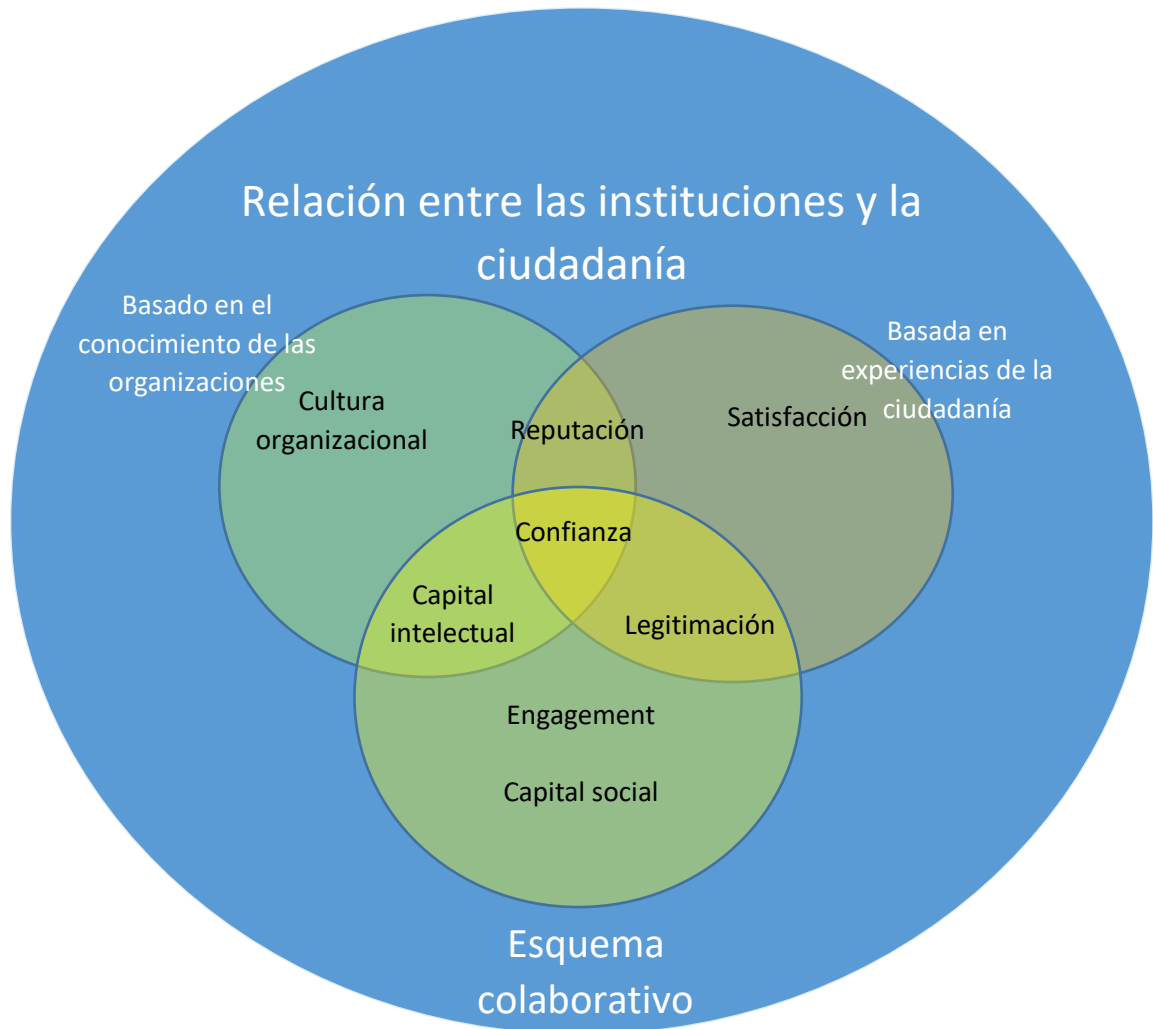 Relación entre las instituciones y la
ciudadanía
Basado en el
conocimiento de las
organizaciones
Basada en
experiencias de la
ciudadanía
Cultura
organizacional
Reputación
Satisfacción
Confianza
Capital
intelectual
Legitimación
Engagement
Capital social
Esquema
colaborativo